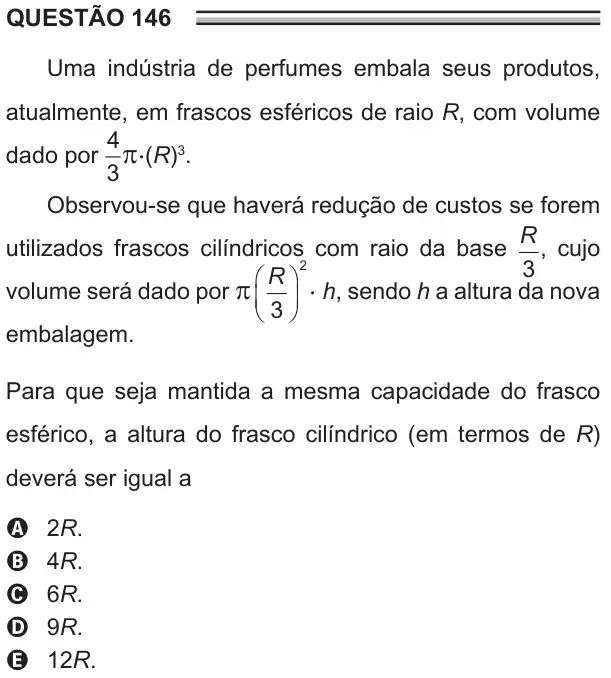 QUESTÃO 146
Uma indústria de perfumes embala seus produtos,
atualmente, em frascos esféricos de raio R, com volume
dado por 4/3 π·(R)³.
Observou-se que haverá redução de custos se forem
utilizados frascos cilíndricos com raio da base R/3, cujo
volume será dado por π(R/3)² · h, sendo h a altura da nova
embalagem.
Para que seja mantida a mesma capacidade do frasco
esférico, a altura do frasco cilíndrico (em termos de R)
deverá ser igual a
A 2R.
B 4R.
C 6R.
D 9R.
E 12R.